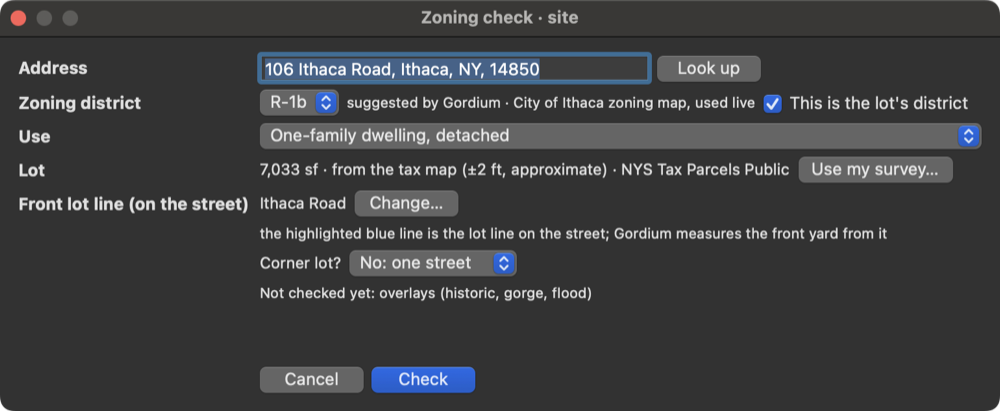 Zoning check · site
Address 106 Ithaca Road, Ithaca, NY, 14850 Look up
Zoning district R-1b suggested by Gordium · City of Ithaca zoning map, used live This is the lot's district
Use One-family dwelling, detached
Lot 7,033 sf · from the tax map (±2 ft, approximate) · NYS Tax Parcels Public Use my survey...
Front lot line (on the street) Ithaca Road Change...
the highlighted blue line is the lot line on the street; Gordium measures the front yard from it
Corner lot? No: one street
Not checked yet: overlays (historic, gorge, flood)
Cancel Check